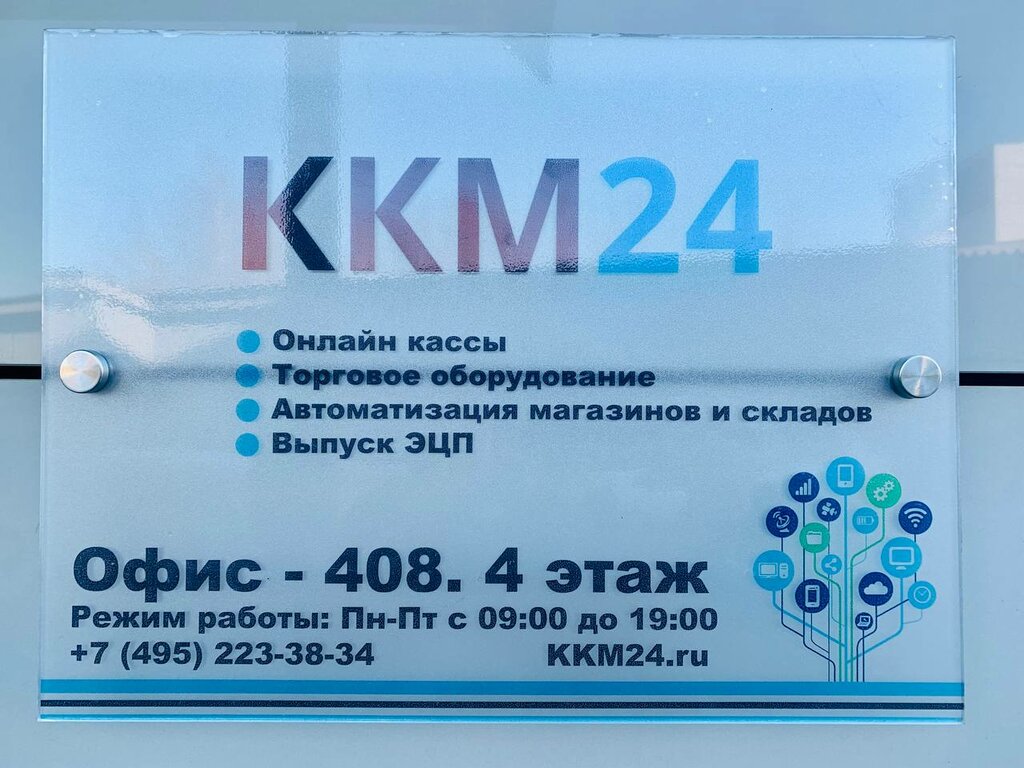 ККМ24
Онлайн кассы
Торговое оборудование
Автоматизация магазинов и складов
Выпуск ЭЦП
Офис - 408. 4 этаж
Режим работы: Пн-Пт с 09:00 до 19:00
+7 (495) 223-38-34 KKM24.ru